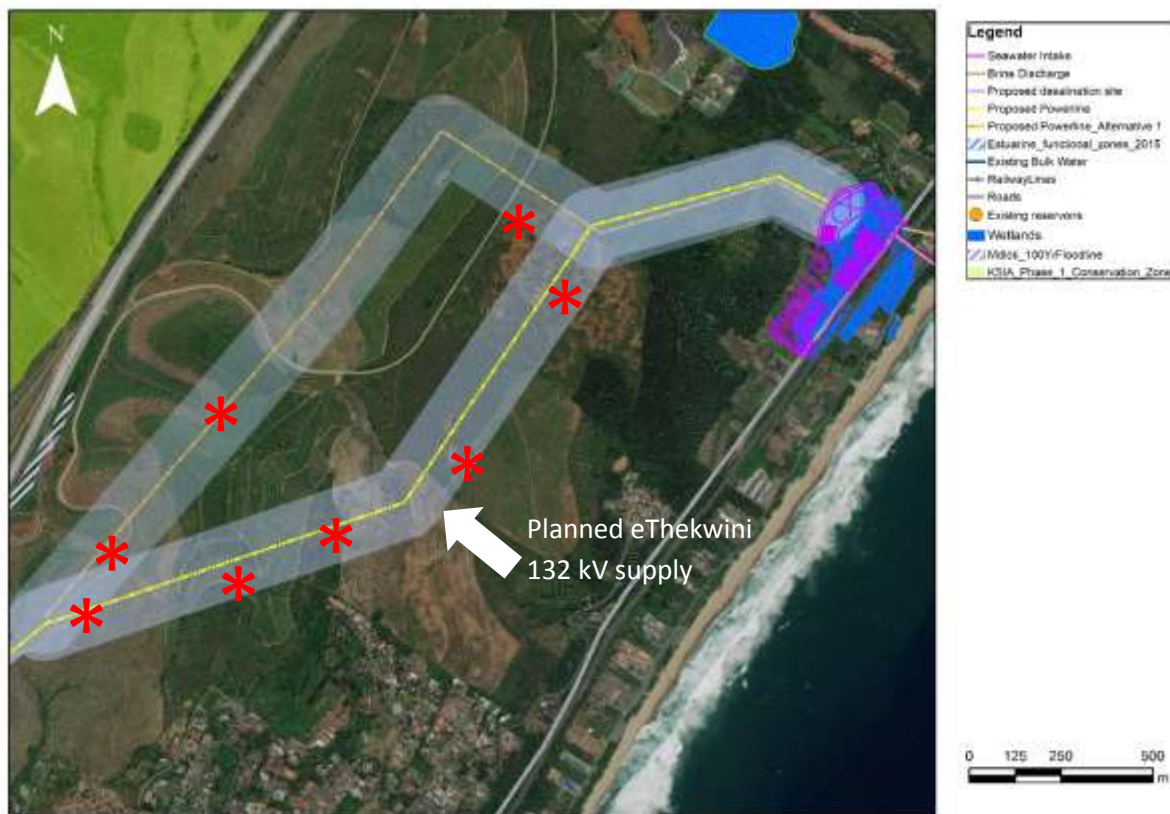 N
Planned eThekwini
132 kV supply
Legend
Seawater Intake
Brine Discharge
Proposed desalination site
Proposed Powerline
Proposed Powerline_Alternative 1
Estuarine_functional_zones_2015
Existing Bulk Water
RailwayLines
Roads
Existing reservoirs
Wetlands
Mdlos_100YrFloodline
KSIA_Phase_1_Conservation_Zone
0 125 250 500
m